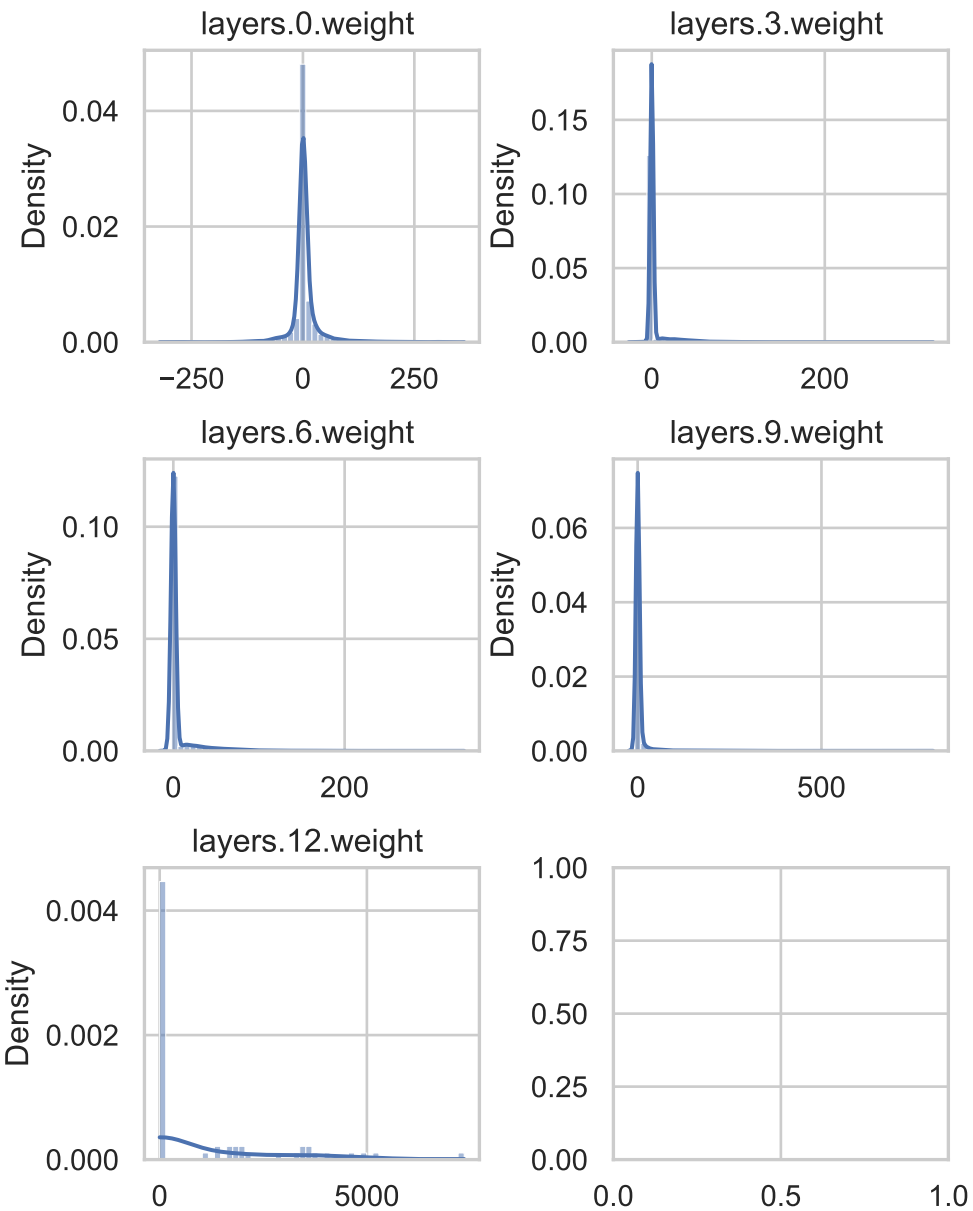 layers.0.weight
Density
0.04
0.02
0.00
−250 0 250
layers.3.weight
Density
0.15
0.10
0.05
0.00
0 200
layers.6.weight
Density
0.10
0.05
0.00
0 200
layers.9.weight
Density
0.06
0.04
0.02
0.00
0 500
layers.12.weight
Density
0.004
0.002
0.000
0 5000
1.00
0.75
0.50
0.25
0.00
0.0 0.5 1.0